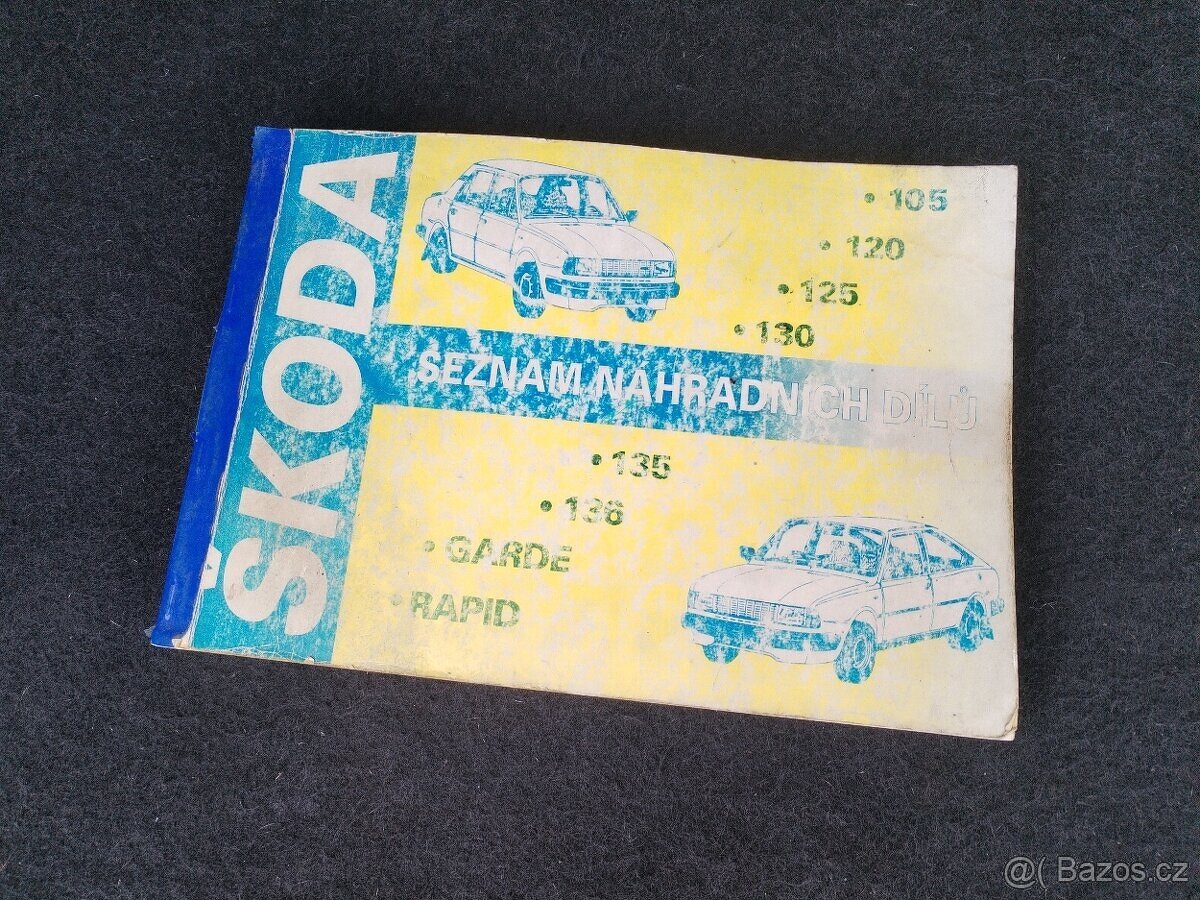 ŠKODA
• 105
• 120
• 125
• 130
SEZNAM NÁHRADNÍCH DÍLŮ
• 135
• 136
• GARDE
• RAPID
@( Bazos.cz